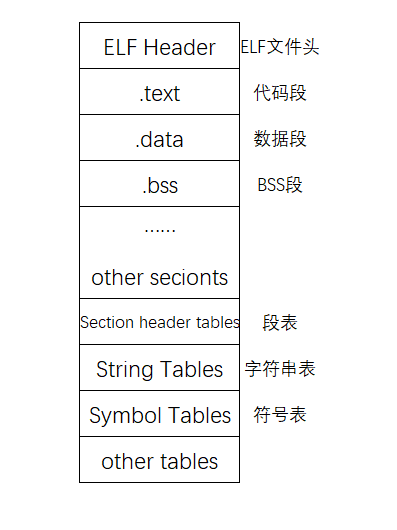 ELF Header ELF文件头
.text 代码段
.data 数据段
.bss BSS段
......
other secionts
Section header tables 段表
String Tables 字符串表
Symbol Tables 符号表
other tables